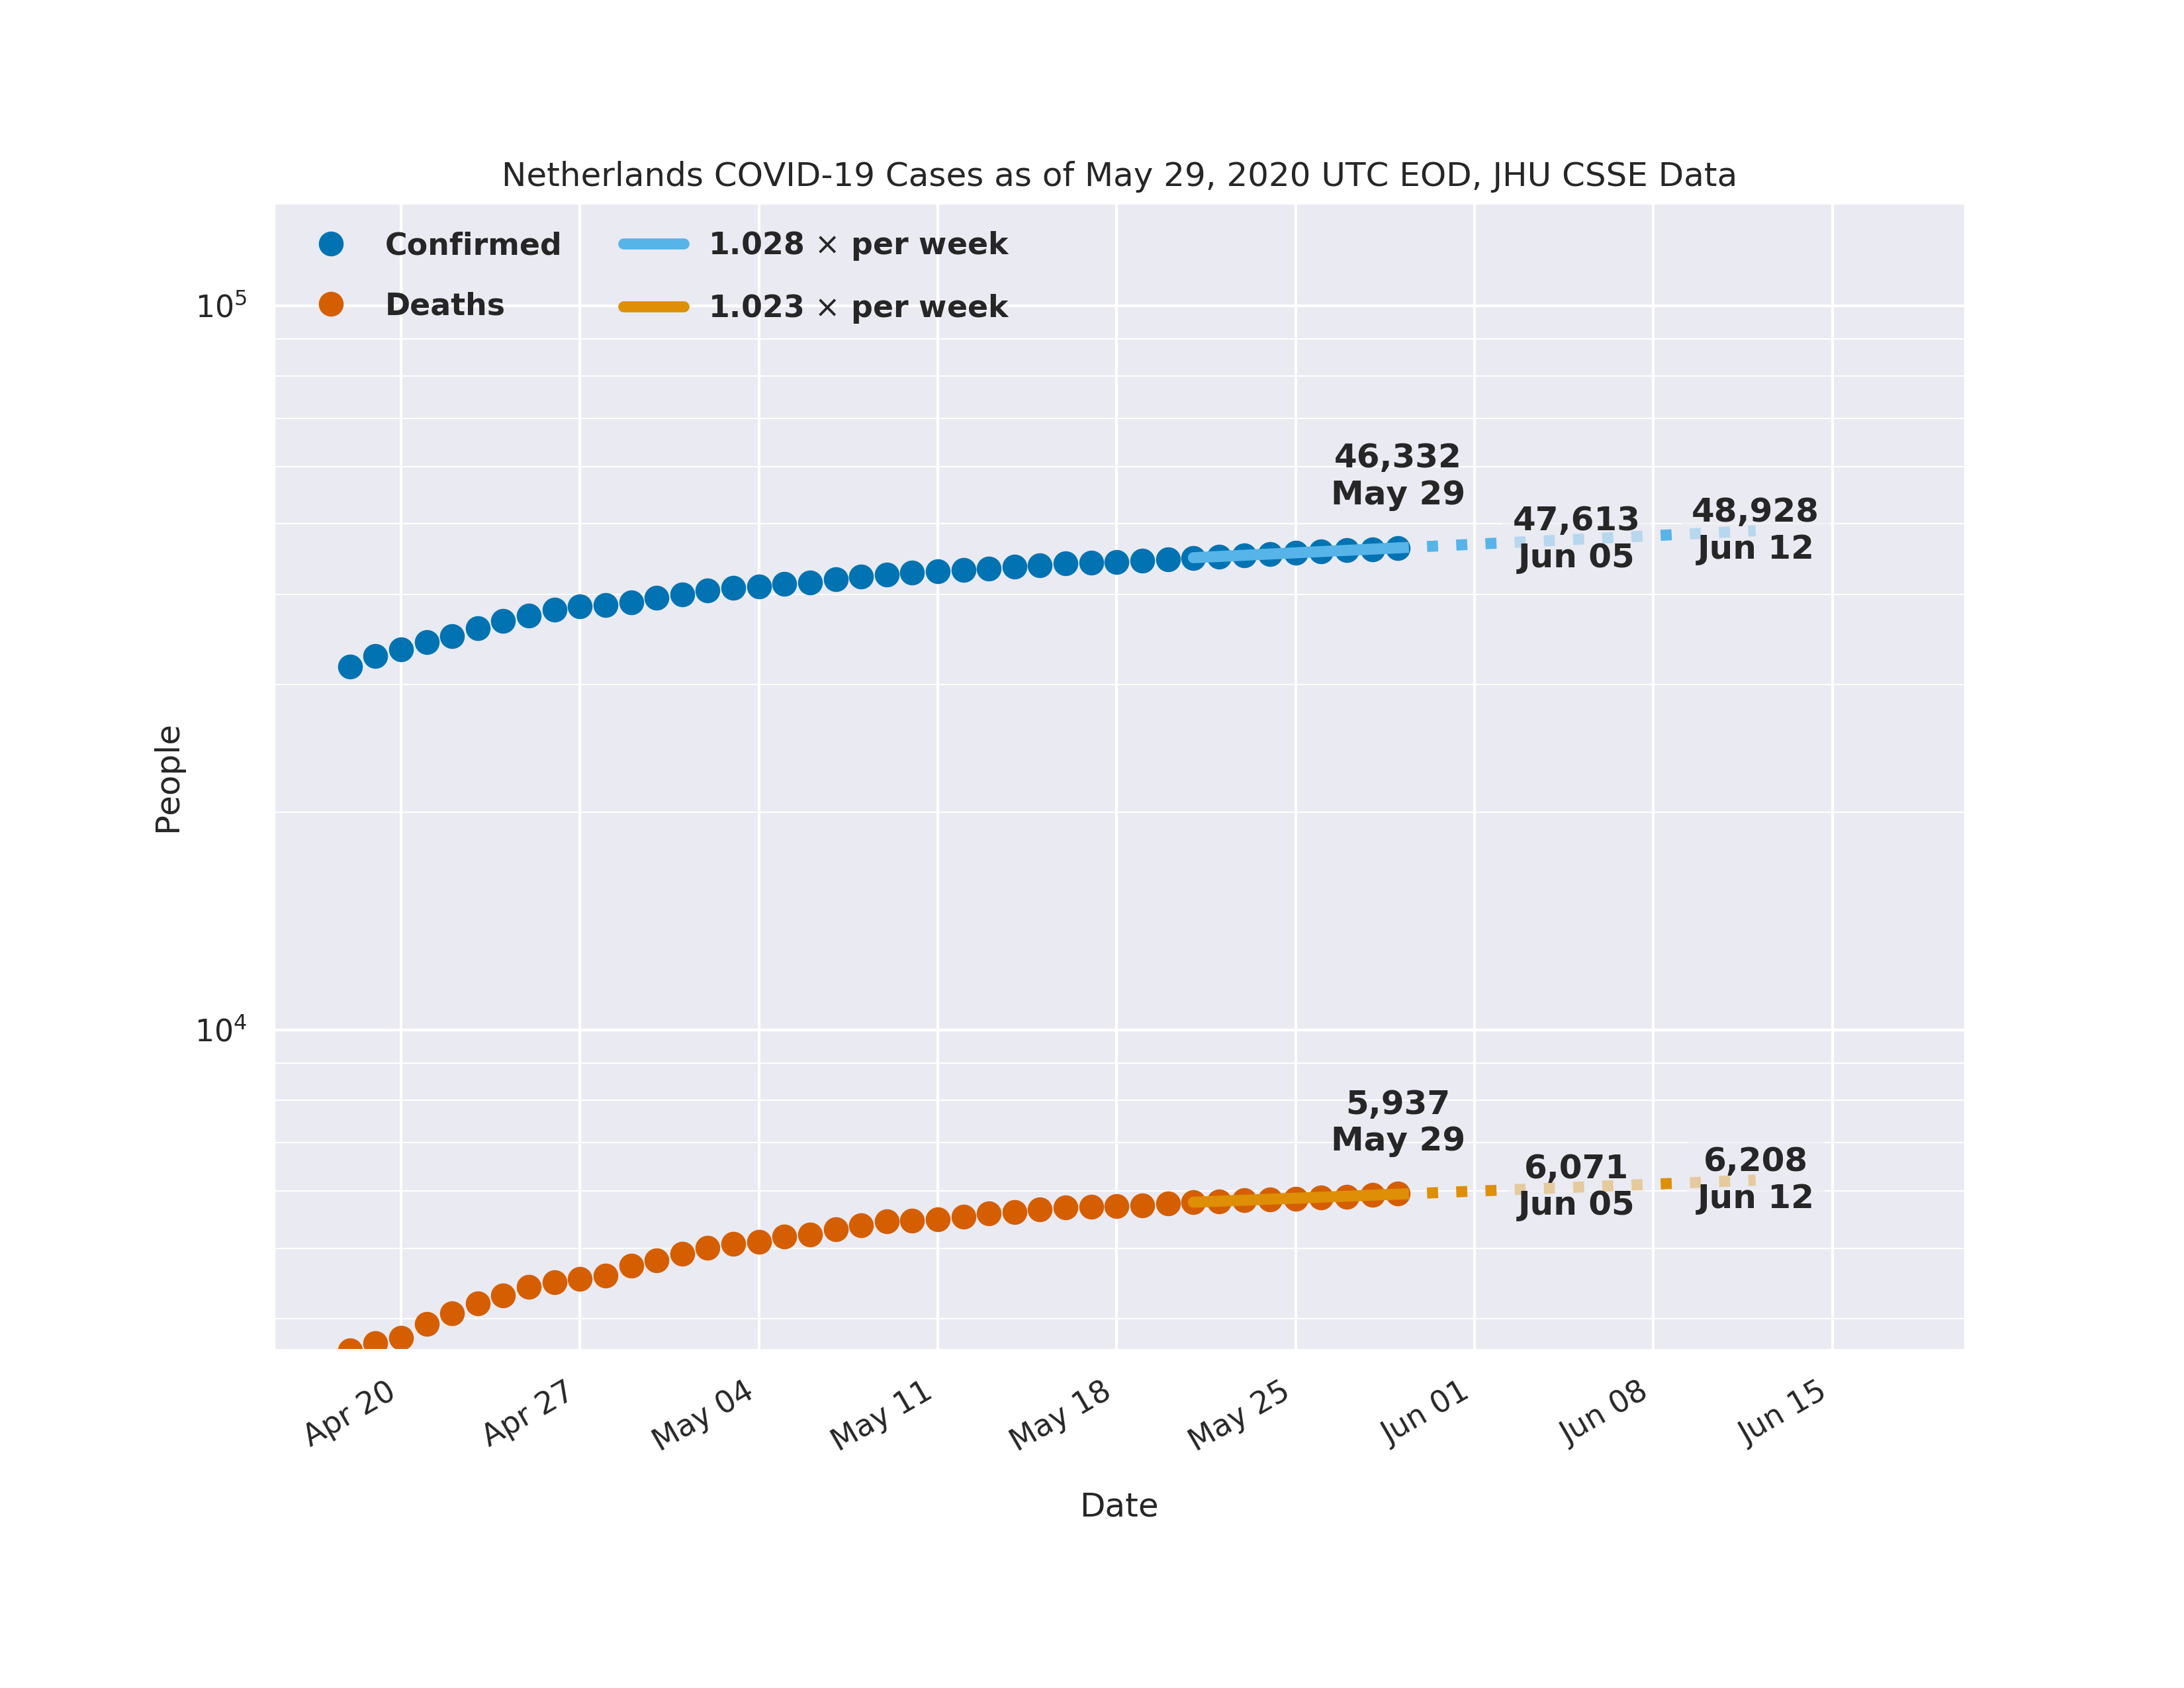 Netherlands COVID-19 Cases as of May 29, 2020 UTC EOD, JHU CSSE Data
Confirmed
Deaths
1.028 × per week
1.023 × per week
10⁵
10⁴
People
46,332
May 29
47,613
Jun 05
48,928
Jun 12
5,937
May 29
6,071
Jun 05
6,208
Jun 12
Apr 20
Apr 27
May 04
May 11
May 18
May 25
Jun 01
Jun 08
Jun 15
Date